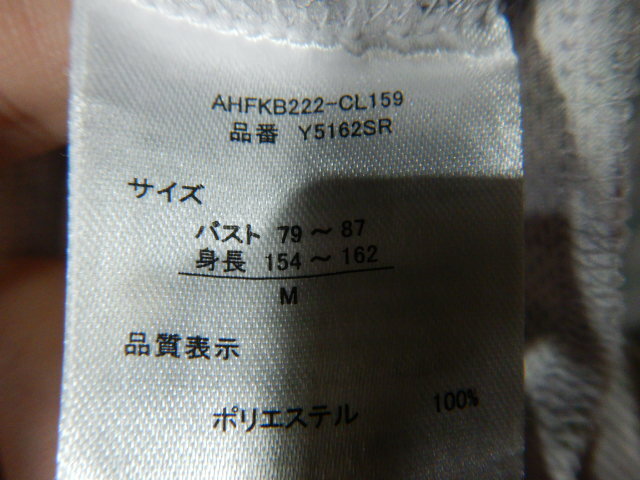 AHFKB222-CL159
品番 Y5162SR
サイズ
バスト 79～87
身長 154～162
M
品質表示
ポリエステル 100%